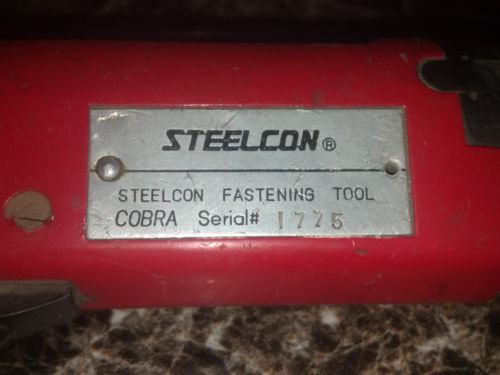 STEELCON®
STEELCON FASTENING TOOL
COBRA Serial# 1775